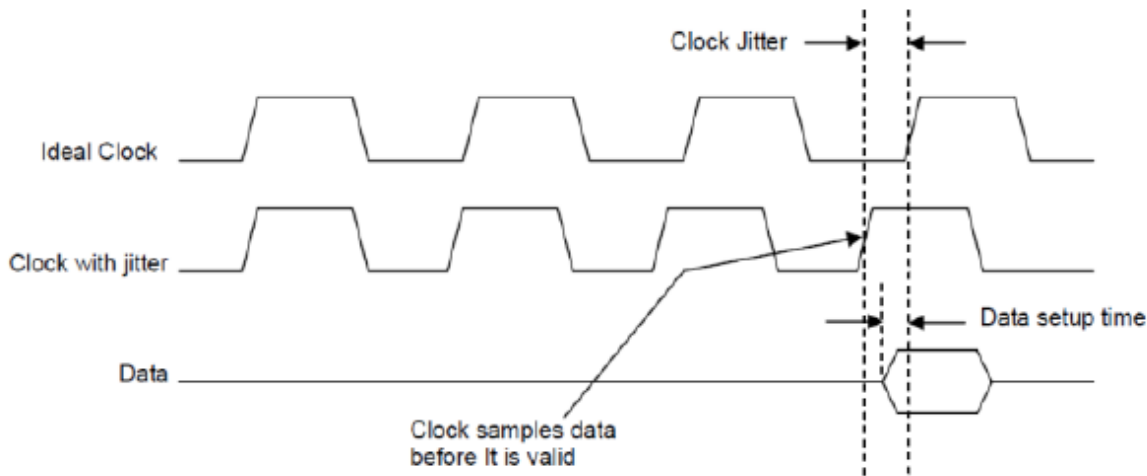 Clock Jitter
Ideal Clock
Clock with jitter
Data setup time
Data
Clock samples data
before It is valid